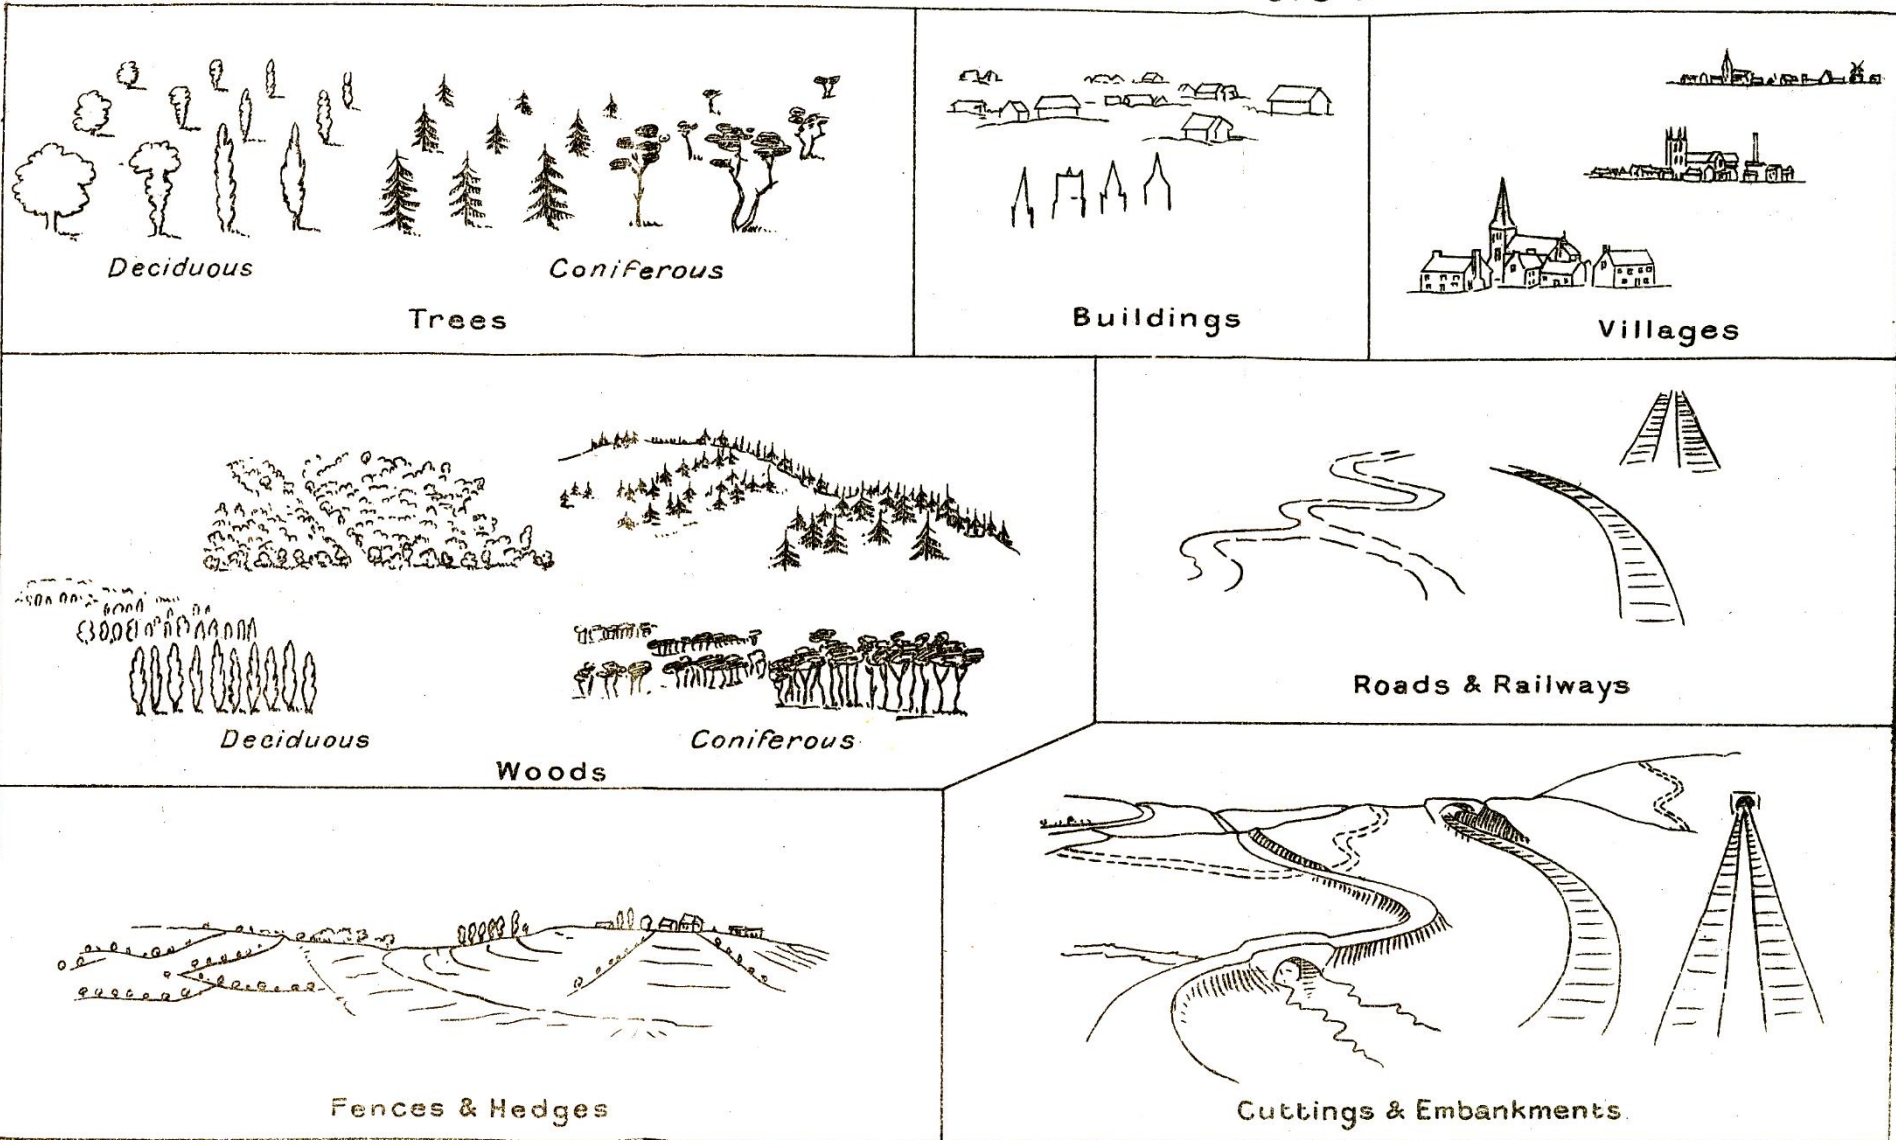 Deciduous
Coniferous
Trees
Buildings
Villages
Deciduous
Coniferous
Woods
Roads & Railways
Fences & Hedges
Cuttings & Embankments